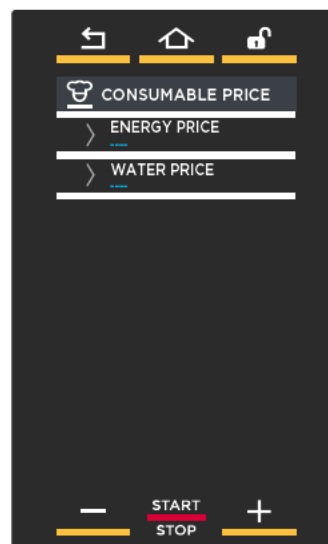 CONSUMABLE PRICE
ENERGY PRICE
----
WATER PRICE
----
START
STOP